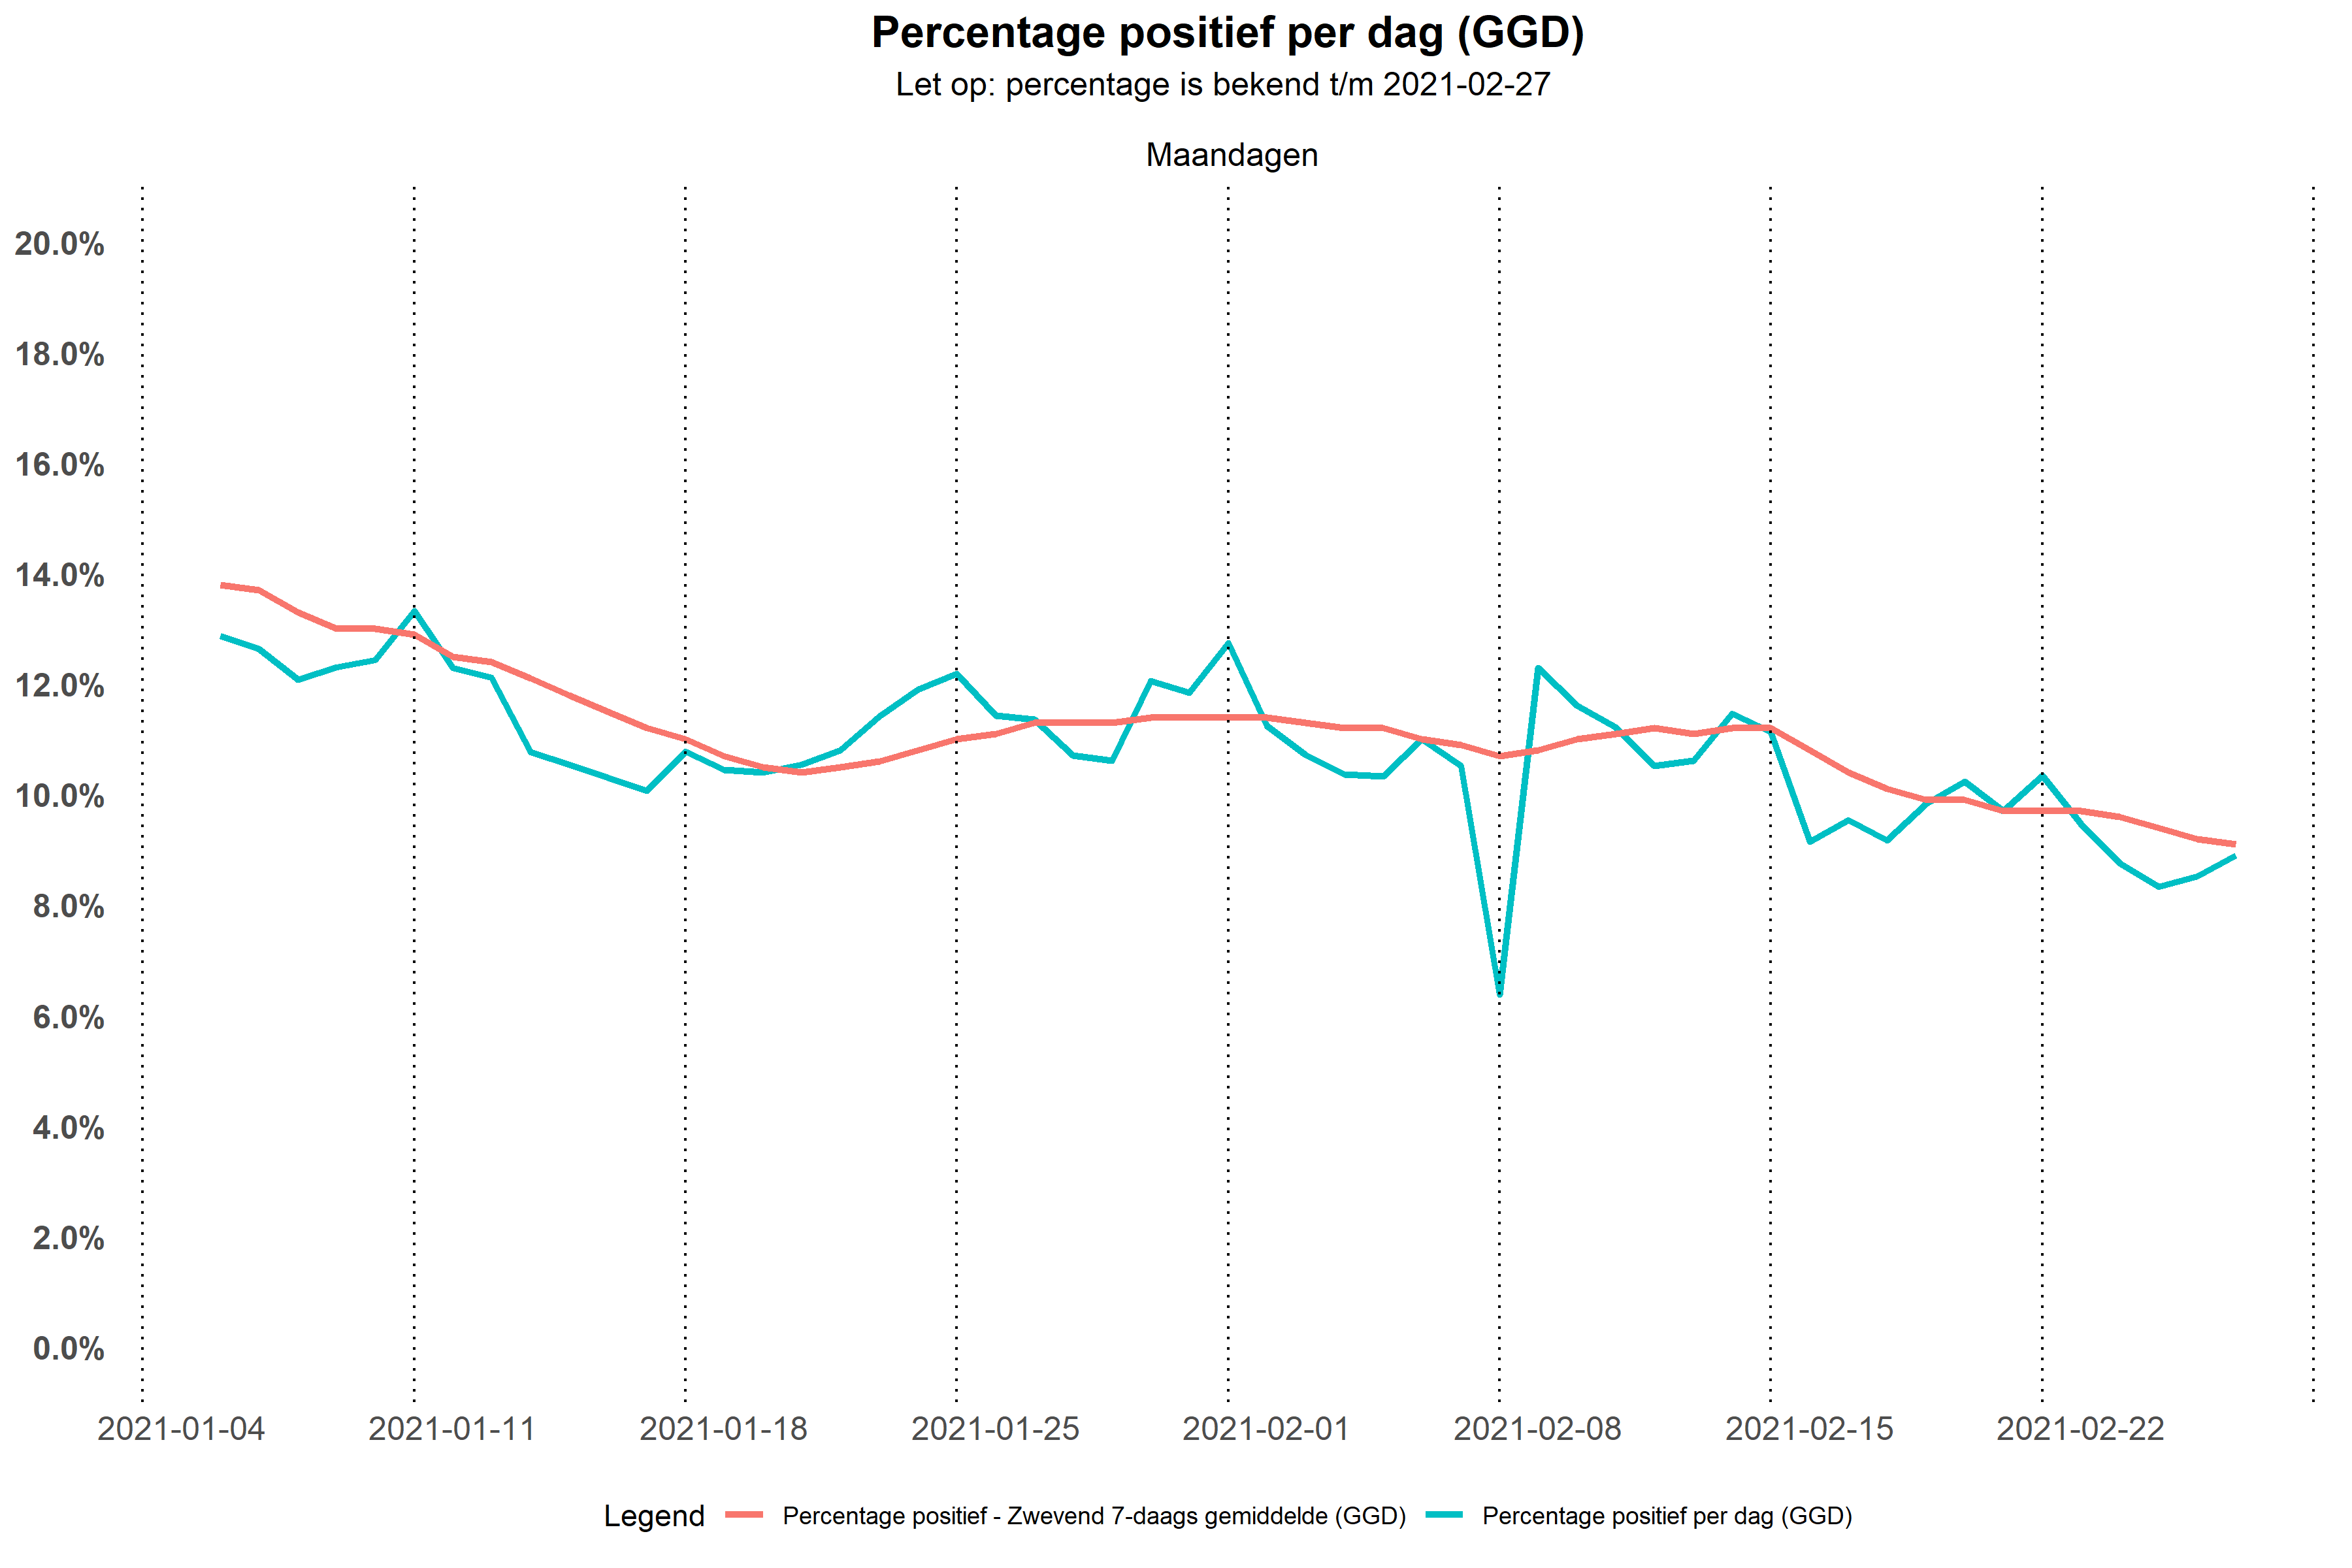 Percentage positief per dag (GGD)
Let op: percentage is bekend t/m 2021-02-27
Maandagen
20.0%
18.0%
16.0%
14.0%
12.0%
10.0%
8.0%
6.0%
4.0%
2.0%
0.0%
2021-01-04 2021-01-11 2021-01-18 2021-01-25 2021-02-01 2021-02-08 2021-02-15 2021-02-22
Legend Percentage positief - Zwevend 7-daags gemiddelde (GGD) Percentage positief per dag (GGD)